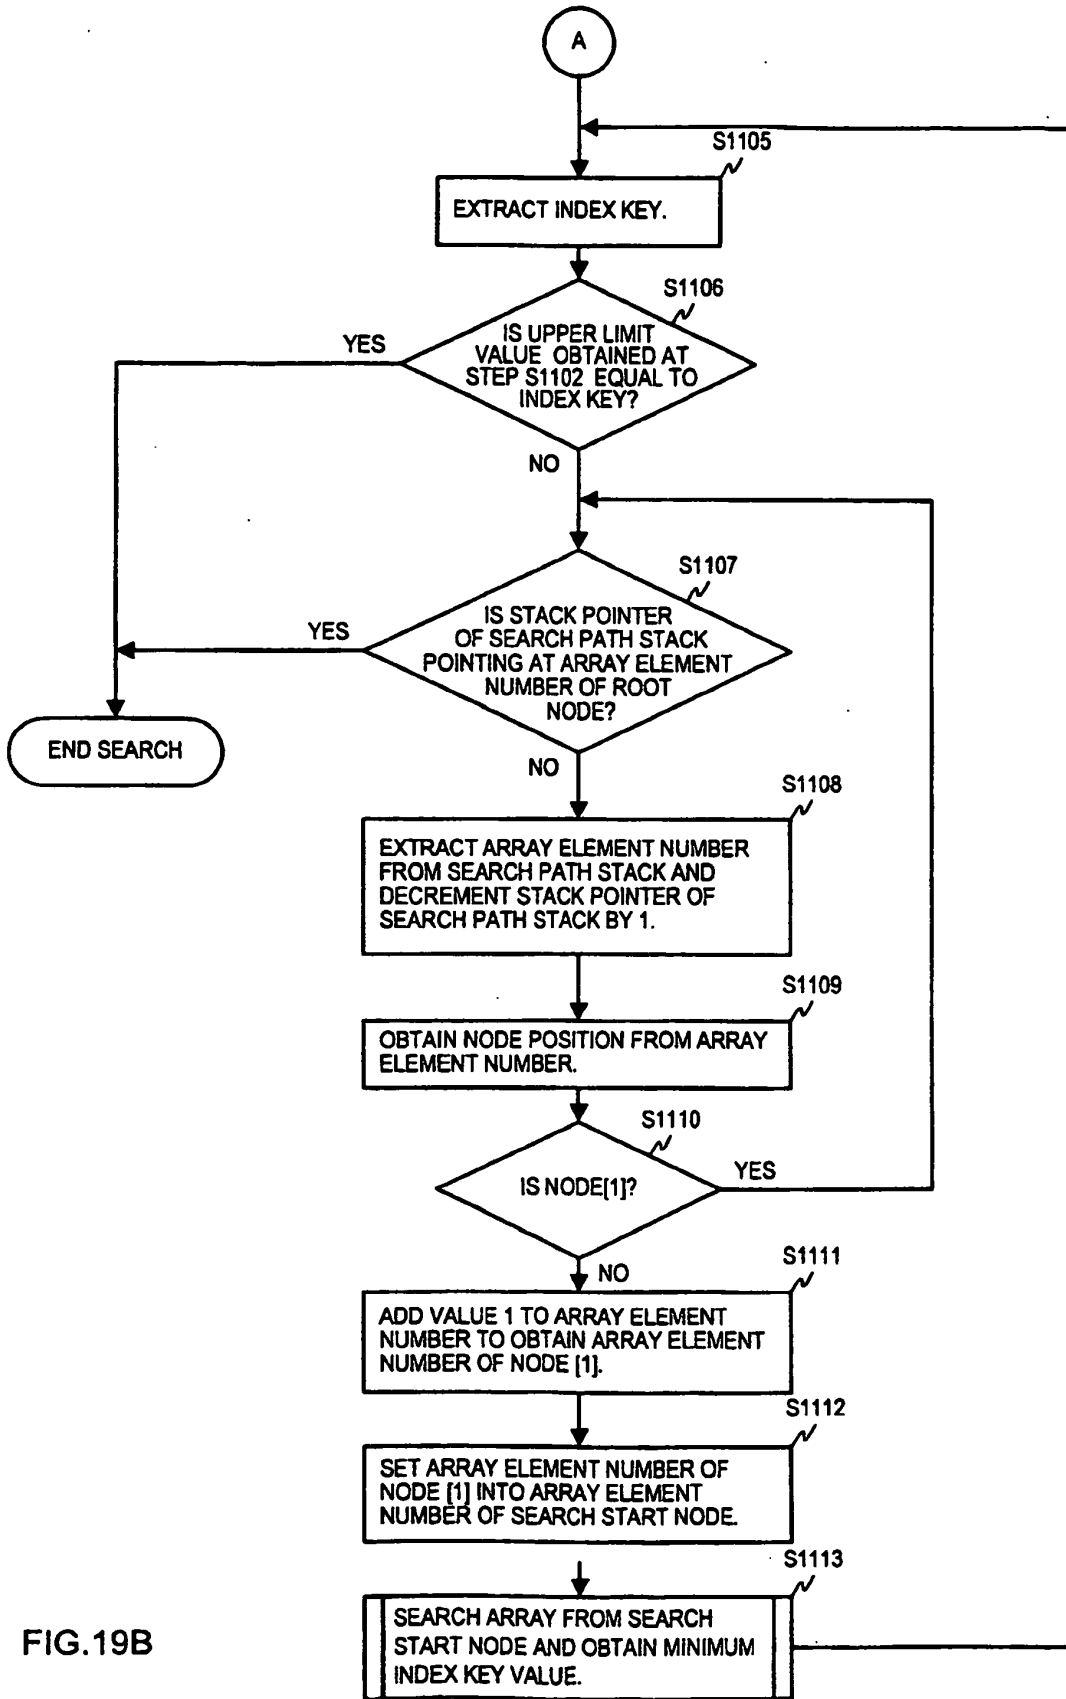 A
S1105
EXTRACT INDEX KEY.
S1106
IS UPPER LIMIT
VALUE OBTAINED AT
STEP S1102 EQUAL TO
INDEX KEY?
YES
NO
S1107
IS STACK POINTER
OF SEARCH PATH STACK
POINTING AT ARRAY ELEMENT
NUMBER OF ROOT
NODE?
YES
END SEARCH
NO
S1108
EXTRACT ARRAY ELEMENT NUMBER
FROM SEARCH PATH STACK AND
DECREMENT STACK POINTER OF
SEARCH PATH STACK BY 1.
S1109
OBTAIN NODE POSITION FROM ARRAY
ELEMENT NUMBER.
S1110
IS NODE[1]?
YES
NO
S1111
ADD VALUE 1 TO ARRAY ELEMENT
NUMBER TO OBTAIN ARRAY ELEMENT
NUMBER OF NODE [1].
S1112
SET ARRAY ELEMENT NUMBER OF
NODE [1] INTO ARRAY ELEMENT
NUMBER OF SEARCH START NODE.
S1113
SEARCH ARRAY FROM SEARCH
START NODE AND OBTAIN MINIMUM
INDEX KEY VALUE.
FIG.19B